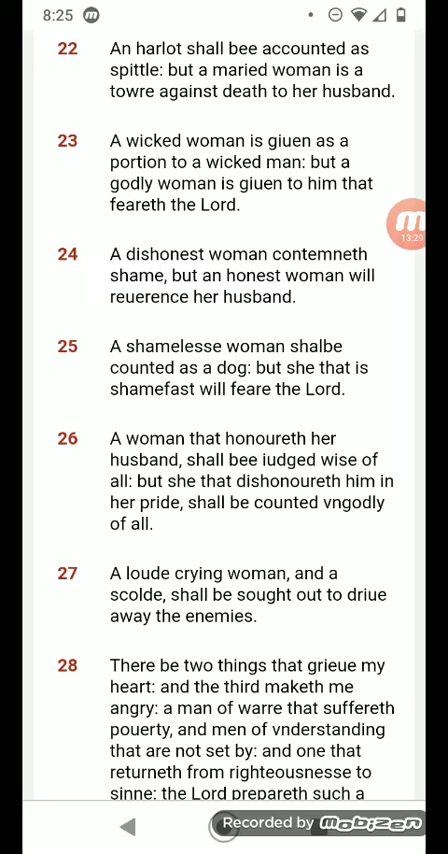 8:25
22 An harlot shall bee accounted as
spittle: but a maried woman is a
towre against death to her husband.
23 A wicked woman is giuen as a
portion to a wicked man: but a
godly woman is giuen to him that
feareth the Lord.
13:29
24 A dishonest woman contemneth
shame, but an honest woman will
reuerence her husband.
25 A shamelesse woman shalbe
counted as a dog: but she that is
shamefast will feare the Lord.
26 A woman that honoureth her
husband, shall bee iudged wise of
all: but she that dishonoureth him in
her pride, shall be counted vngodly
of all.
27 A loude crying woman, and a
scolde, shall be sought out to driue
away the enemies.
28 There be two things that grieue my
heart: and the third maketh me
angry: a man of warre that suffereth
pouerty, and men of vnderstanding
that are not set by: and one that
returneth from righteousnesse to
sinne: the Lord prepareth such a
Recorded by mobizen